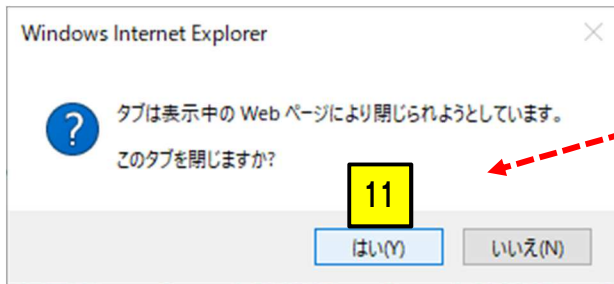 Windows Internet Explorer
タブは表示中の Web ページにより閉じられようとしています。
このタブを閉じますか?
11
はい(Y)
いいえ(N)